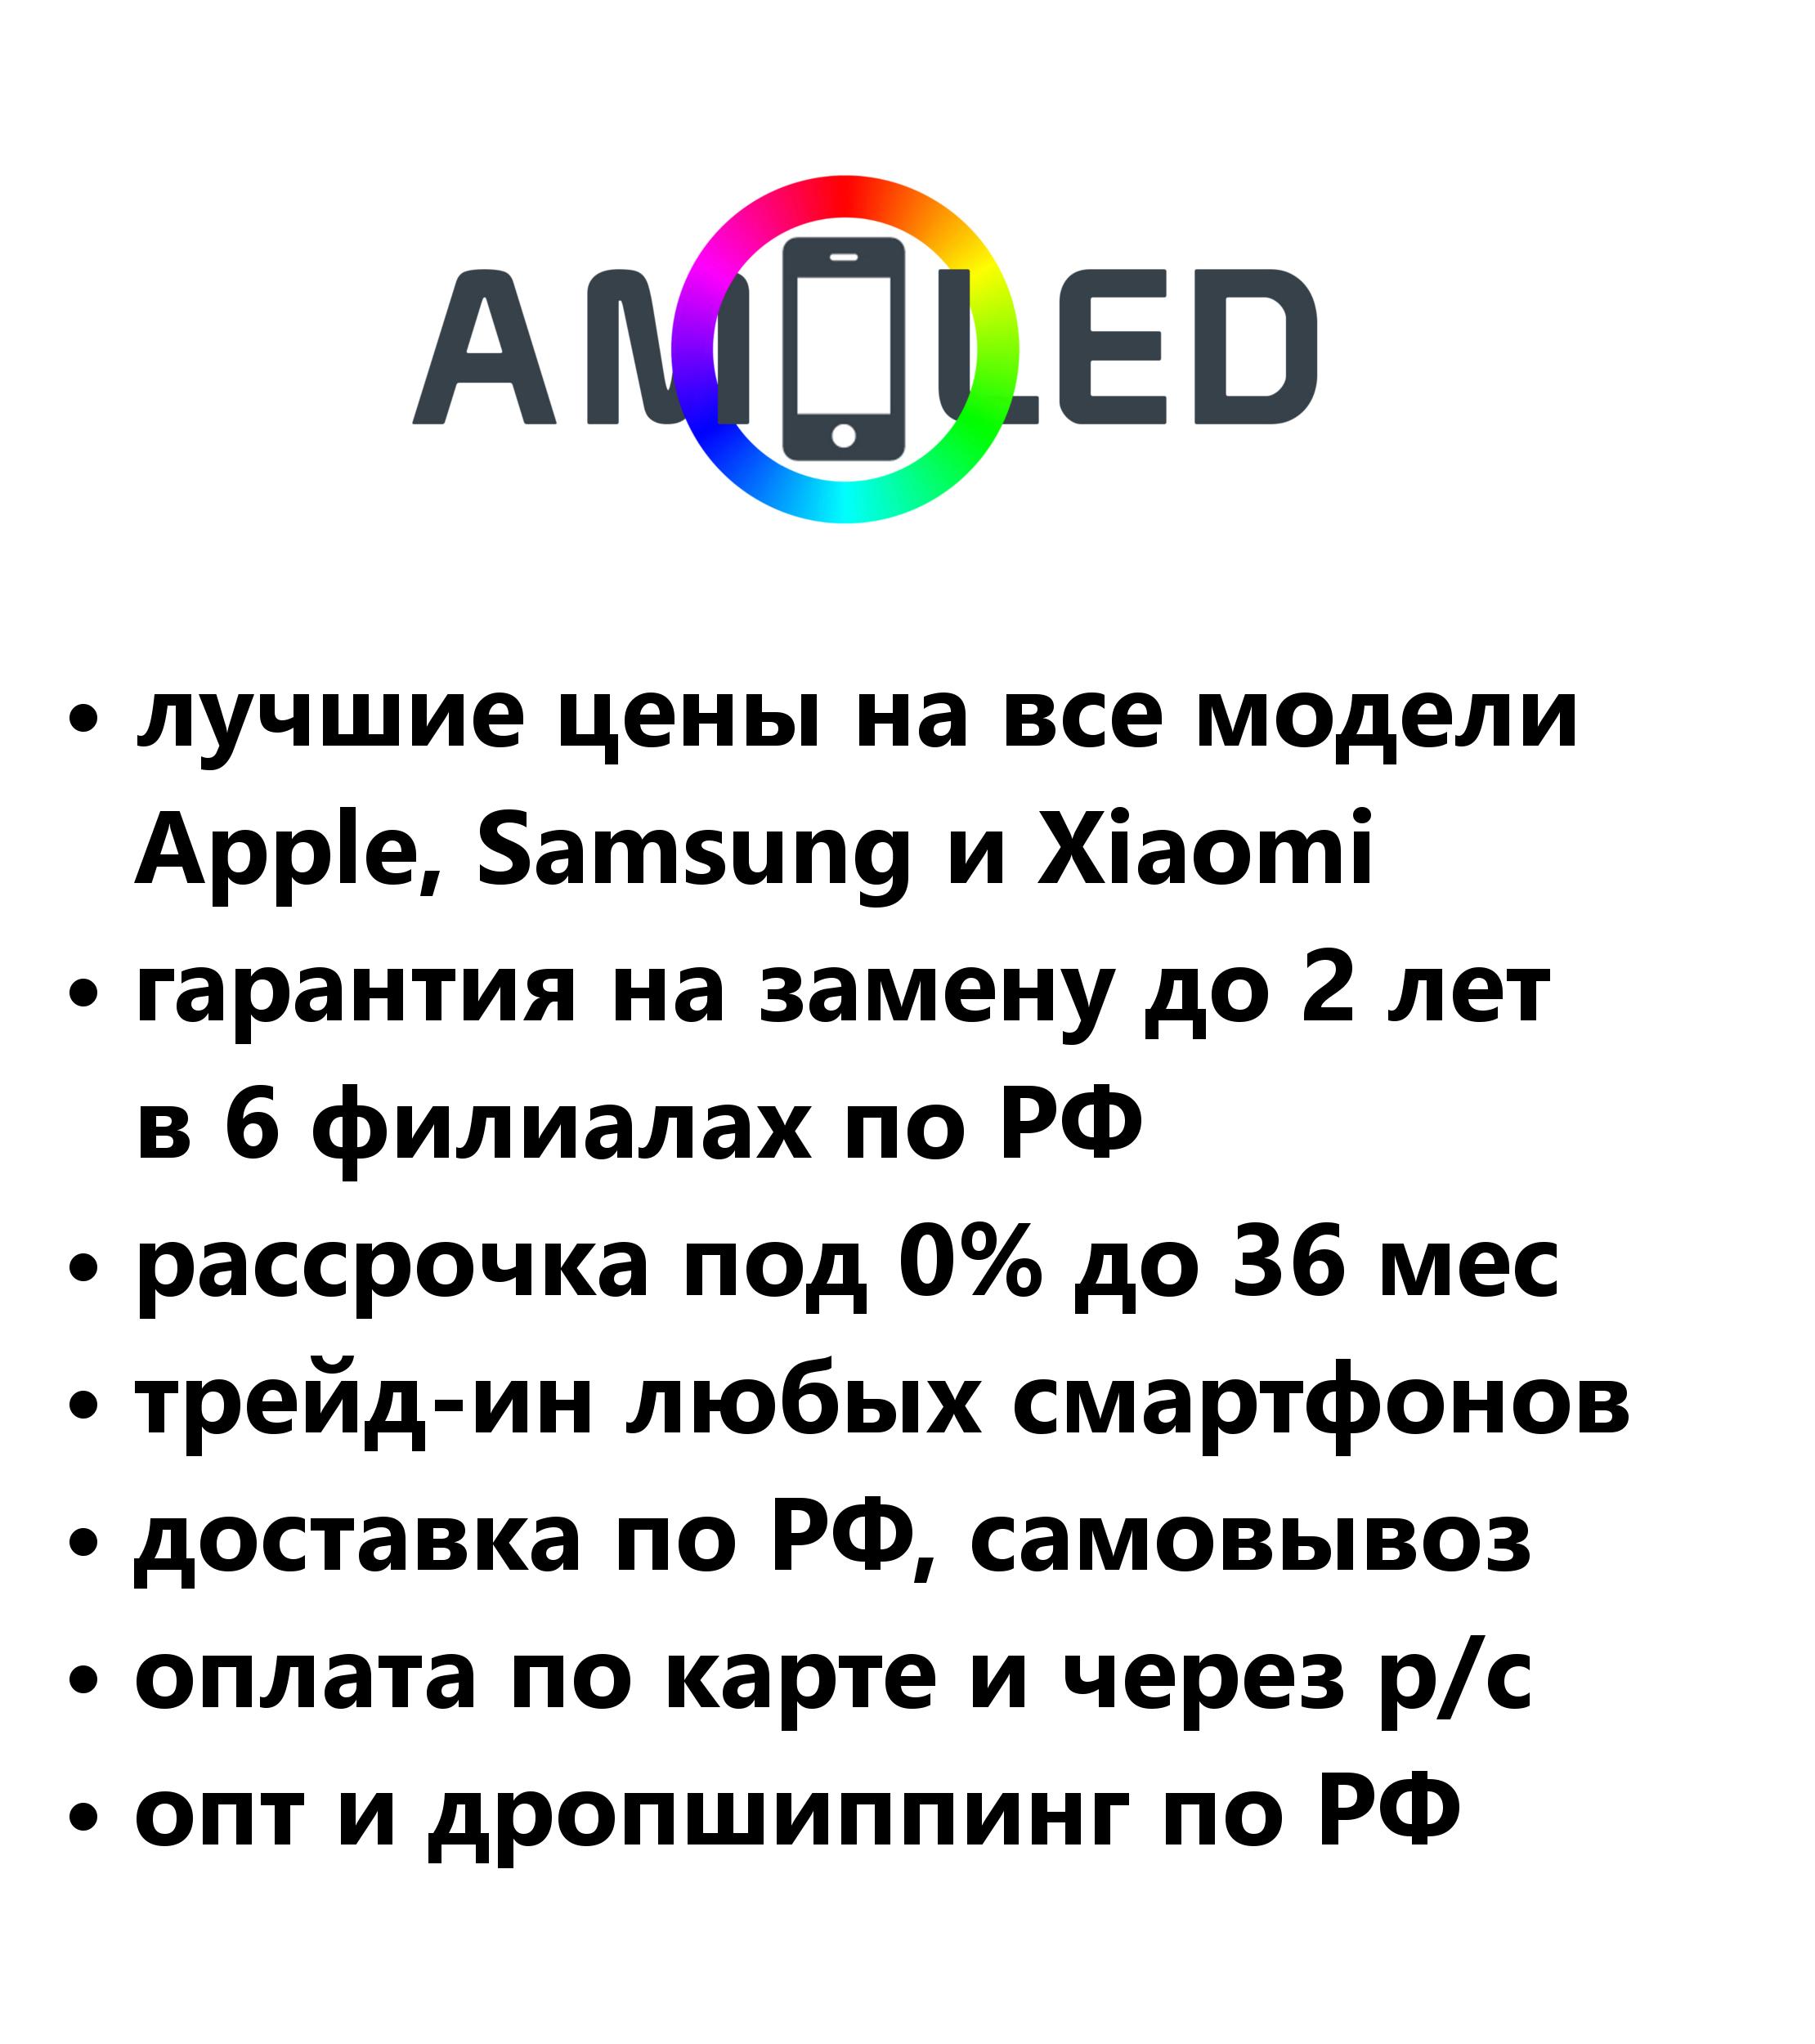 AMOLED
• лучшие цены на все модели
Apple, Samsung и Xiaomi
• гарантия на замену до 2 лет
в 6 филиалах по РФ
• рассрочка под 0% до 36 мес
• трейд-ин любых смартфонов
• доставка по РФ, самовывоз
• оплата по карте и через р/с
• опт и дропшиппинг по РФ